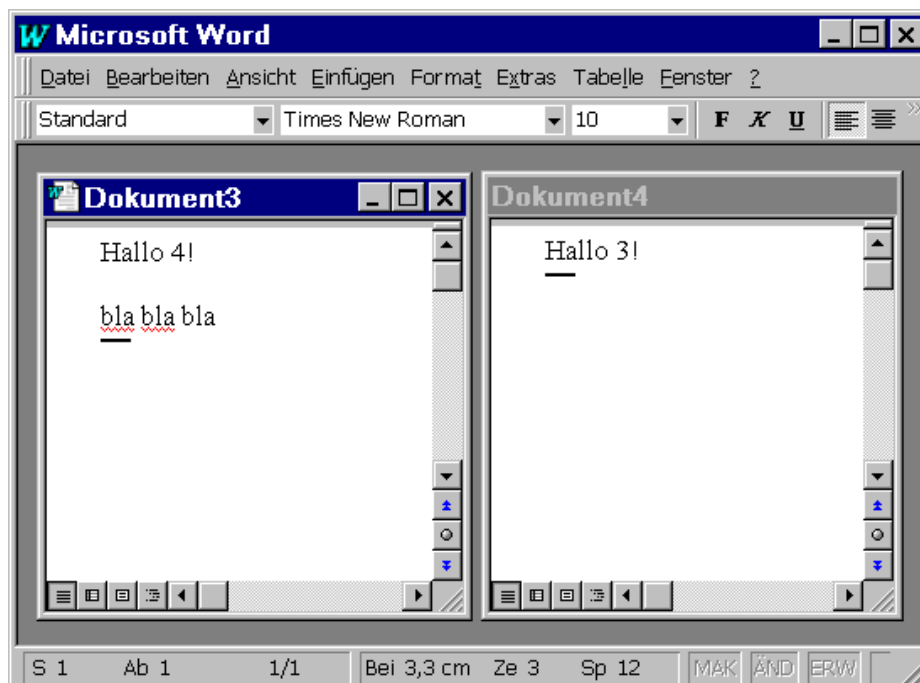 Microsoft Word
Datei Bearbeiten Ansicht Einfügen Format Extras Tabelle Fenster ?
Standard Times New Roman 10 F K U
Dokument3
Hallo 4!
bla bla bla
Dokument4
Hallo 3!
S 1 Ab 1 1/1 Bei 3,3 cm Ze 3 Sp 12 MAK ÄND ERW